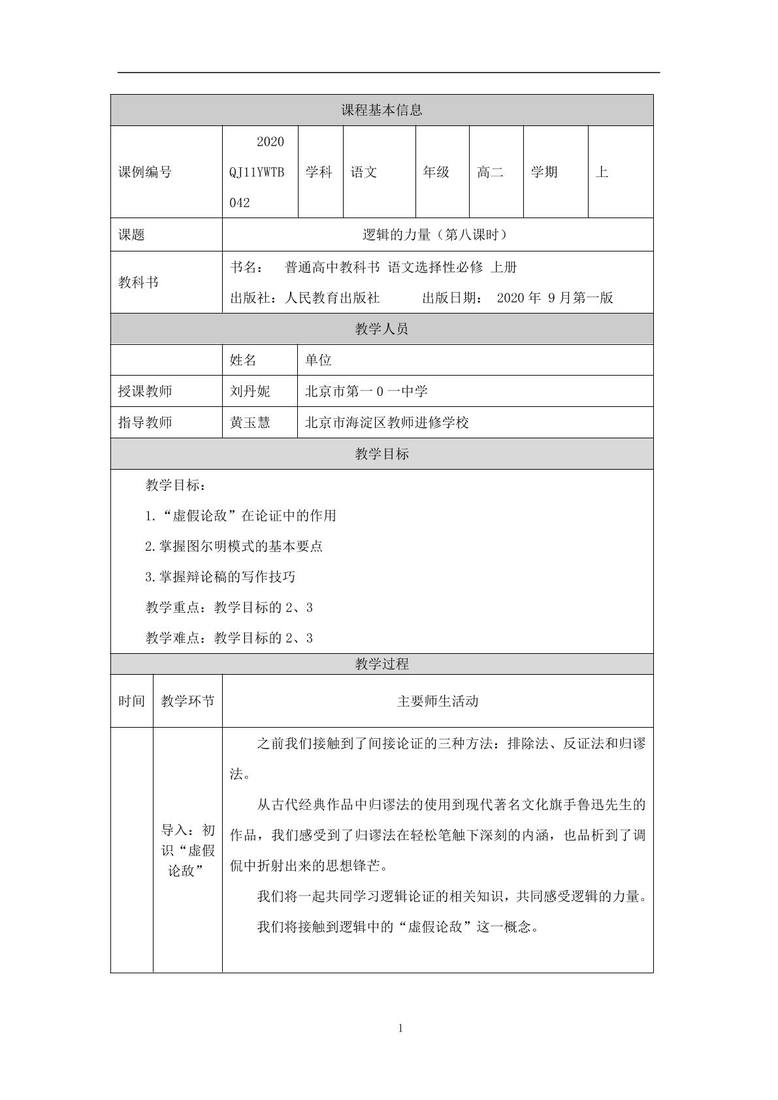 课程基本信息
课例编号 2020QJ11YWTB042 学科 语文 年级 高二 学期 上
课题 逻辑的力量（第八课时）
教科书 书名： 普通高中教科书 语文选择性必修 上册
出版社：人民教育出版社 出版日期： 2020 年 9 月第一版
教学人员
姓名 单位
授课教师 刘丹妮 北京市第一0一中学
指导教师 黄玉慧 北京市海淀区教师进修学校
教学目标
教学目标：
1.“虚假论敌”在论证中的作用
2.掌握图尔明模式的基本要点
3.掌握辩论稿的写作技巧
教学重点：教学目标的 2、3
教学难点：教学目标的 2、3
教学过程
时间 教学环节 主要师生活动
导入：初
识“虚假
论敌”
之前我们接触到了间接论证的三种方法：排除法、反证法和归谬
法。
从古代经典作品中归谬法的使用到现代著名文化旗手鲁迅先生的
作品，我们感受到了归谬法在轻松笔触下深刻的内涵，也品析到了调
侃中折射出来的思想锋芒。
我们将一起共同学习逻辑论证的相关知识，共同感受逻辑的力量。
我们将接触到逻辑中的“虚假论敌”这一概念。
1